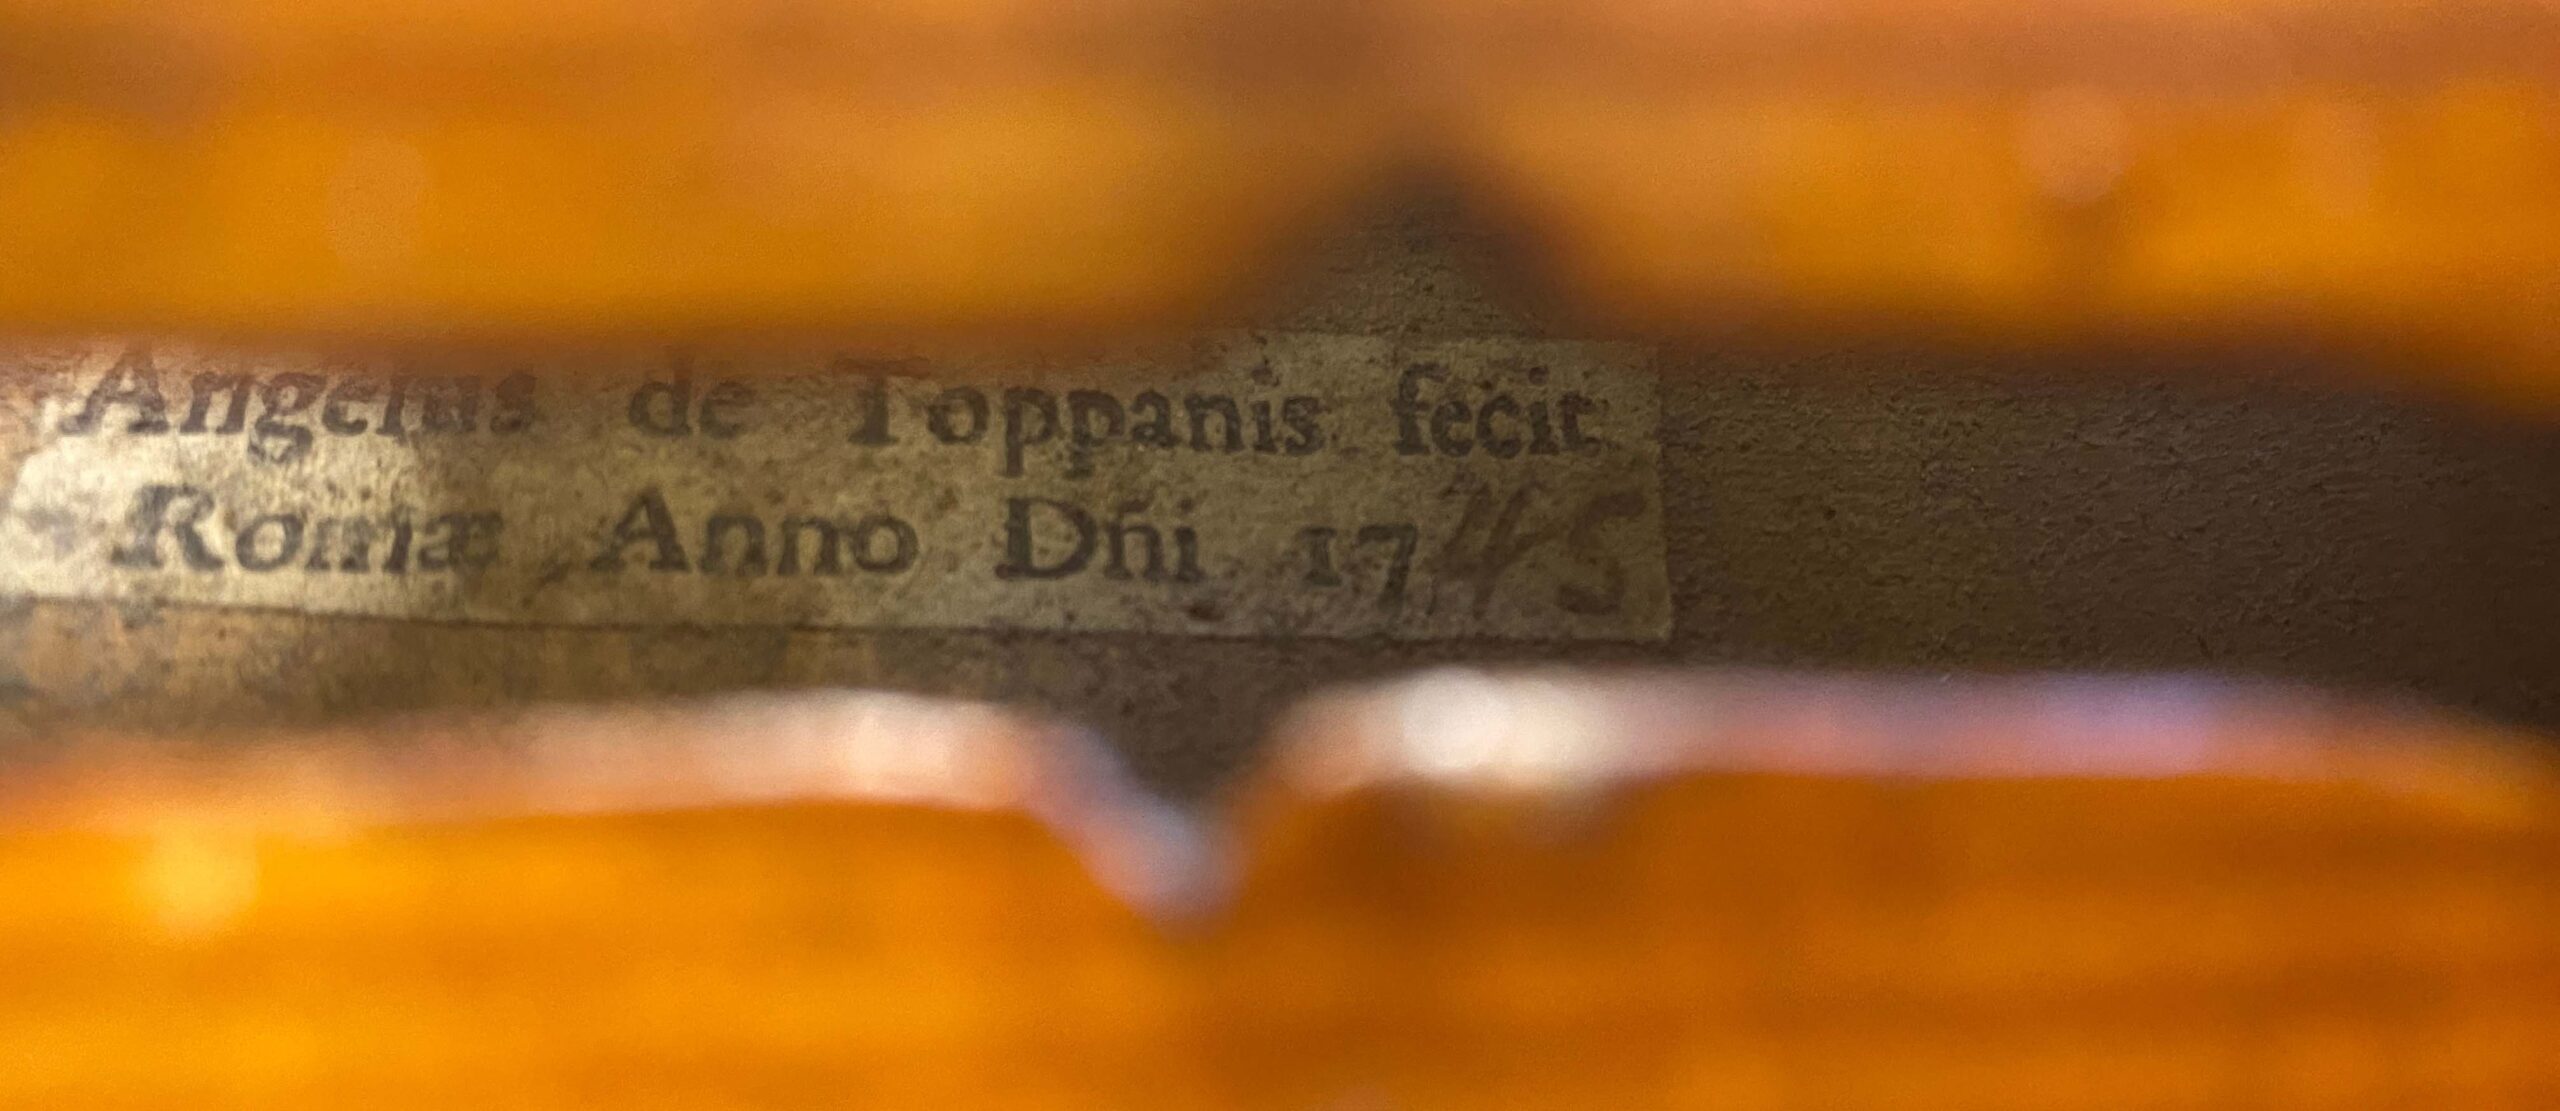 Angelus de Toppanis fecit
Romæ Anno Dñi 1745